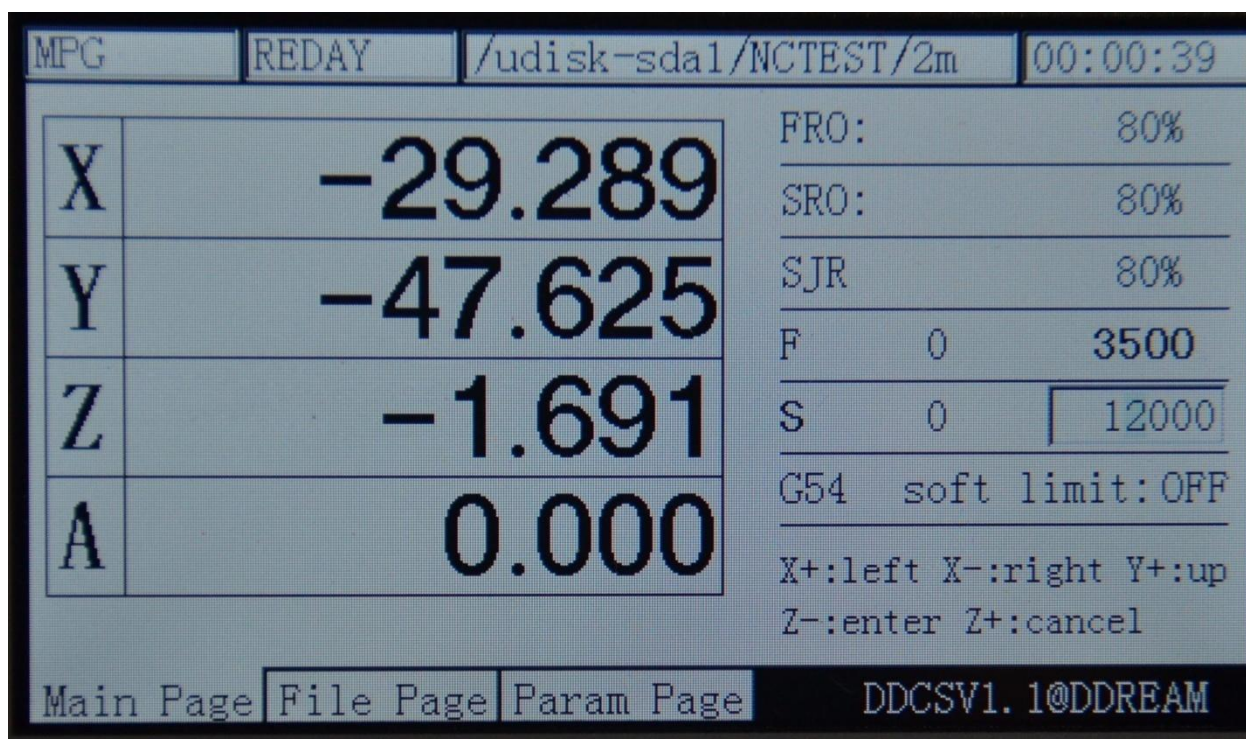 MPG REDAY /udisk-sda1/NCTEST/2m 00:00:39
X -29.289
Y -47.625
Z -1.691
A 0.000
FRO: 80%
SRO: 80%
SJR 80%
F 0 3500
S 0 12000
G54 soft limit:OFF
X+:left X-:right Y+:up
Z-:enter Z+:cancel
Main Page File Page Param Page DDCSV1.1@DDREAM